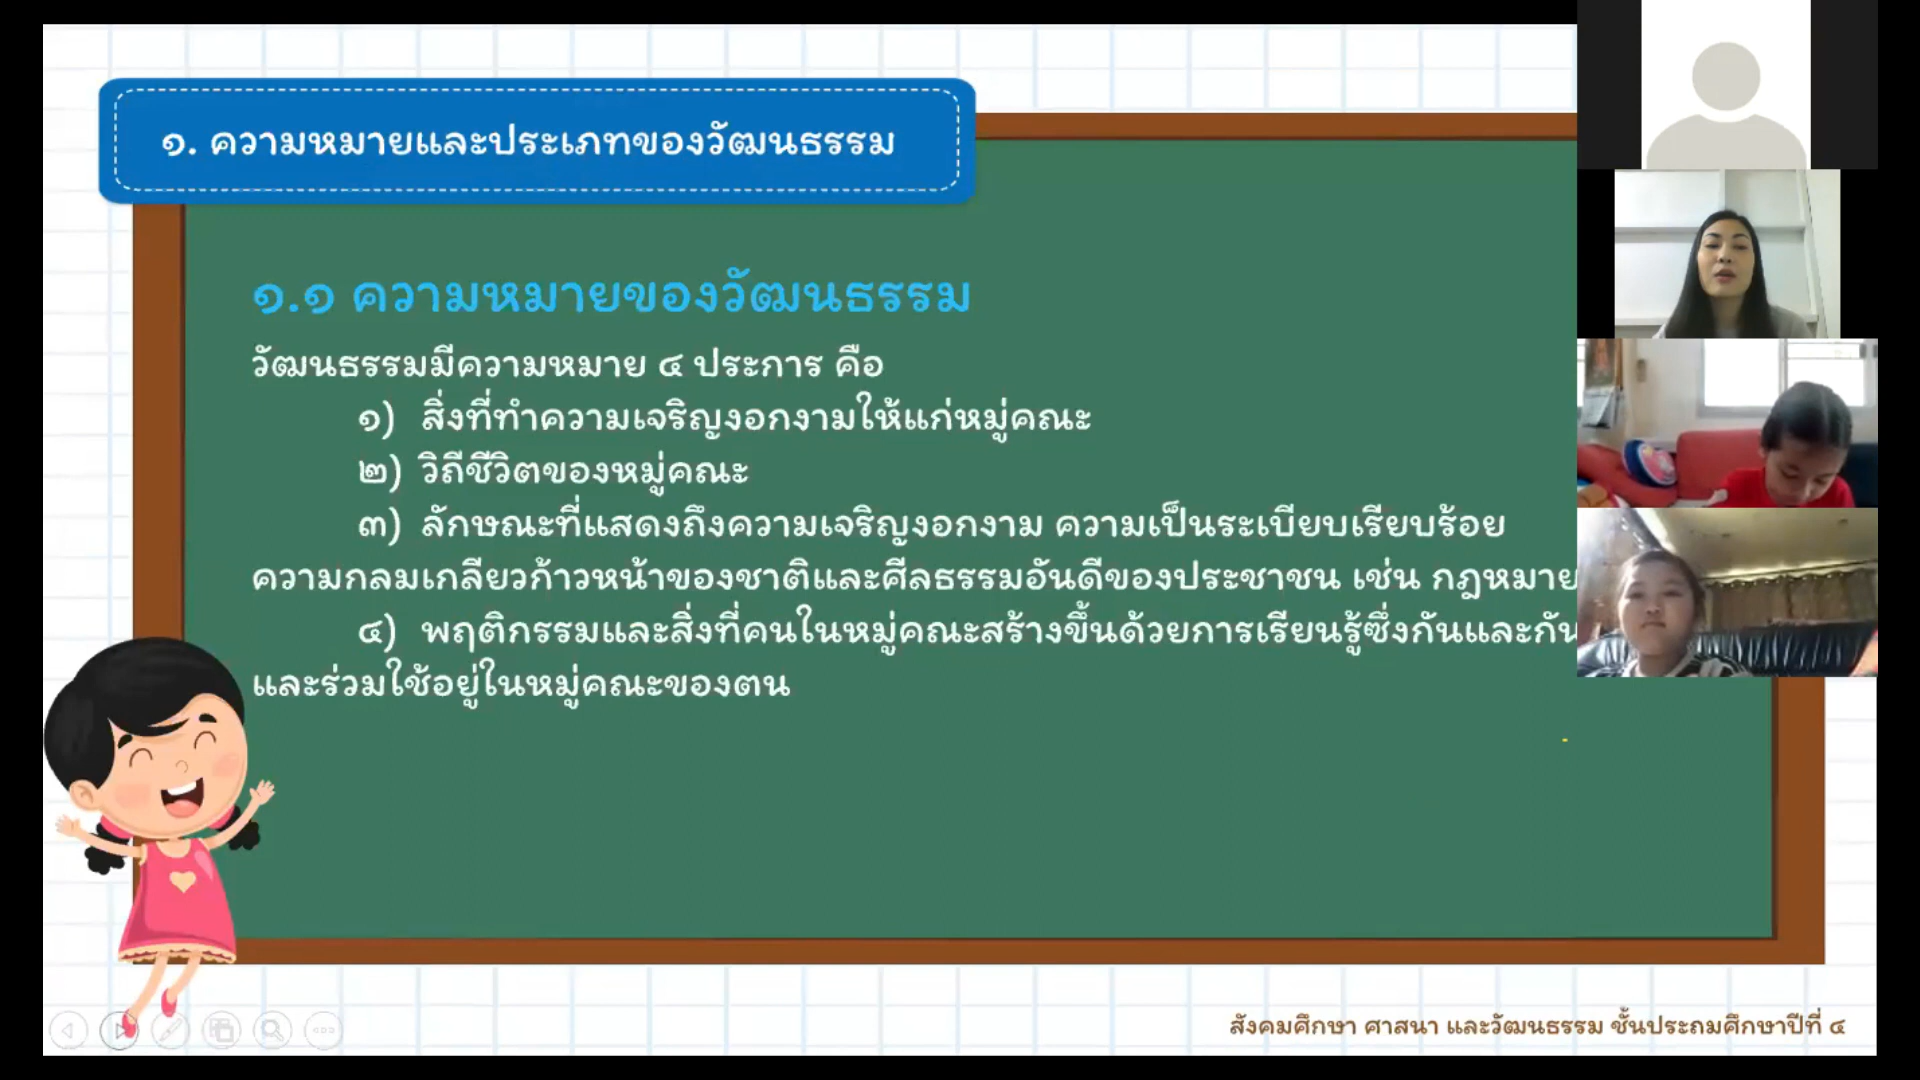 ๑. ความหมายและประเภทของวัฒนธรรม
๑.๑ ความหมายของวัฒนธรรม
วัฒนธรรมมีความหมาย ๔ ประการ คือ
๑) สิ่งที่ทำความเจริญงอกงามให้แก่หมู่คณะ
๒) วิถีชีวิตของหมู่คณะ
๓) ลักษณะที่แสดงถึงความเจริญงอกงาม ความเป็นระเบียบเรียบร้อย
ความกลมเกลียวก้าวหน้าของชาติและศีลธรรมอันดีของประชาชน เช่น กฎหมาย
๔) พฤติกรรมและสิ่งที่คนในหมู่คณะสร้างขึ้นด้วยการเรียนรู้ซึ่งกันและกัน
และร่วมใช้อยู่ในหมู่คณะของตน
สังคมศึกษา ศาสนา และวัฒนธรรม ชั้นประถมศึกษาปีที่ ๔